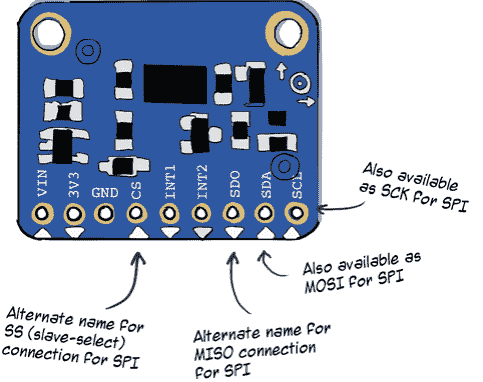 VIN
3V3
GND
CS
INT1
INT2
SDO
SDA
SCL
Also available
as SCK for SPI
Also available as
MOSI for SPI
Alternate name for
SS (slave-select)
connection for SPI
Alternate name for
MISO connection
for SPI